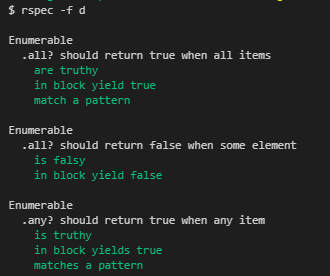 $ rspec -f d
Enumerable
.all? should return true when all items
are truthy
in block yield true
match a pattern
Enumerable
.all? should return false when some element
is falsy
in block yield false
Enumerable
.any? should return true when any item
is truthy
in block yields true
matches a pattern